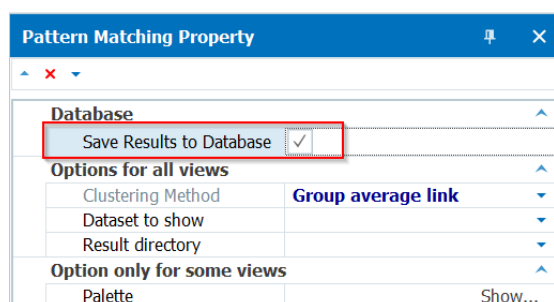 Pattern Matching Property
Database
Save Results to Database
Options for all views
Clustering Method Group average link
Dataset to show
Result directory
Option only for some views
Palette Show...